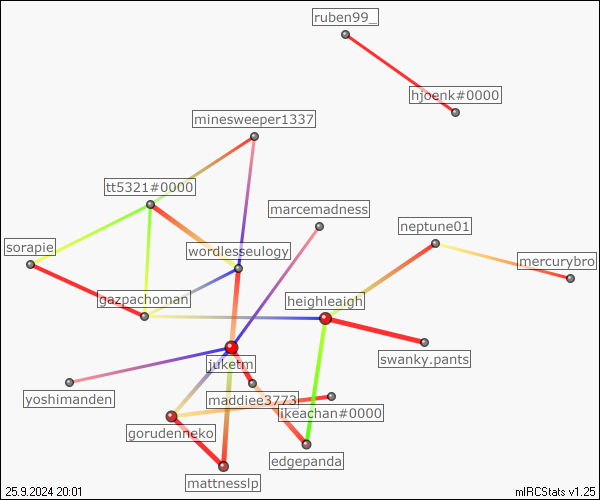 ruben99_
hjoenk#0000
minesweeper1337
tt5321#0000
marcemadness
neptune01
sorapie
wordlesseulogy
mercurybro
gazpachoman
heighleaigh
swanky.pants
juketm
yoshimanden
maddiee3773
ikeachan#0000
gorudenneko
edgepanda
mattnesslp
25.9.2024 20:01
mIRCStats v1.25